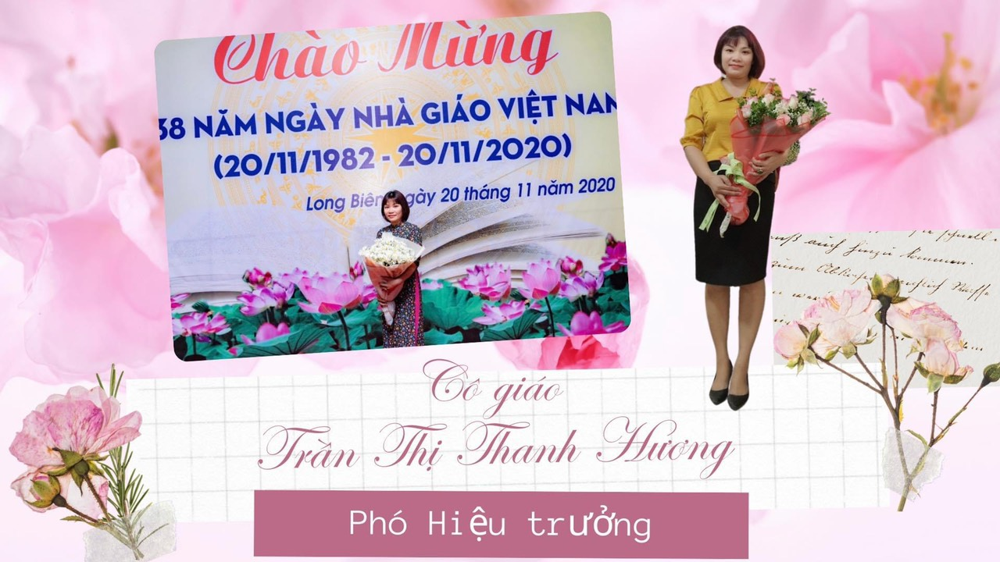 Chào Mừng
38 NĂM NGÀY NHÀ GIÁO VIỆT NAM
(20/11/1982 - 20/11/2020)
Long Biên, ngày 20 tháng 11 năm 2020
Cô giáo
Trần Thị Thanh Hương
Phó Hiệu trưởng